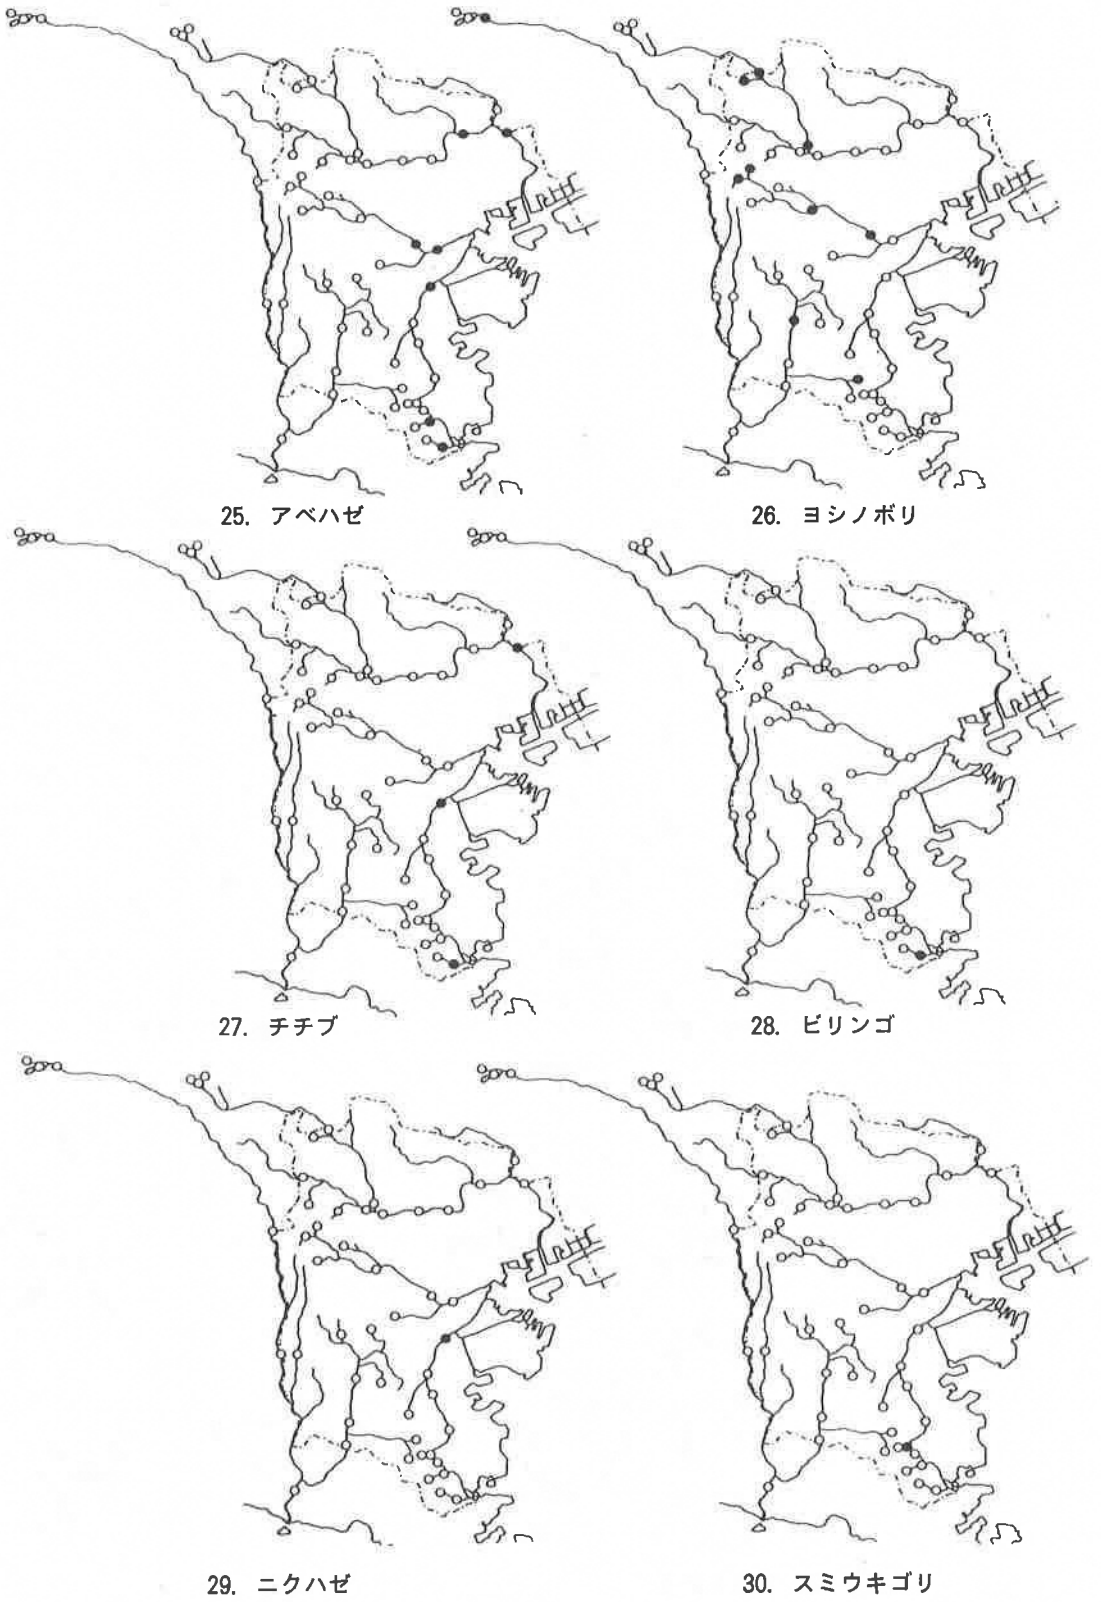 25. アベハゼ
26. ヨシノボリ
27. チチブ
28. ビリンゴ
29. ニクハゼ
30. スミウキゴリ